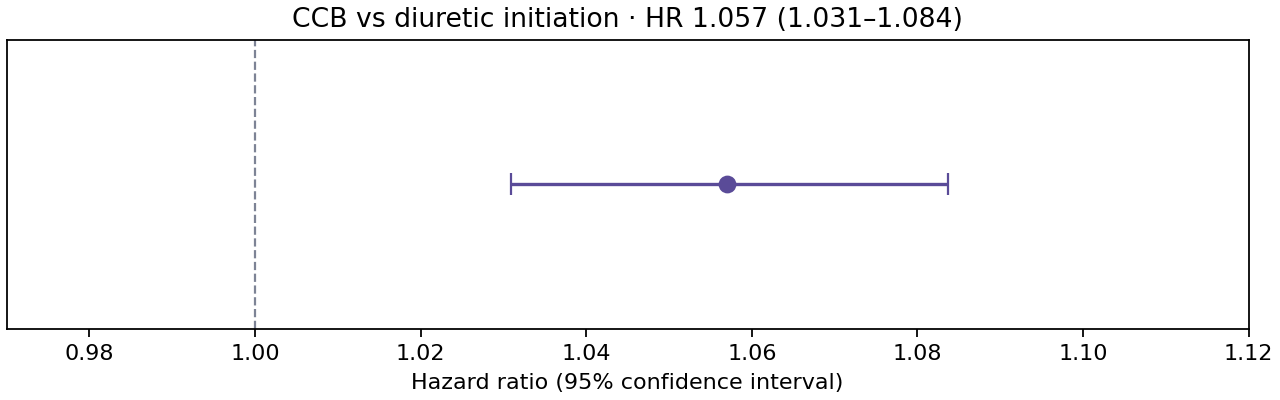 CCB vs diuretic initiation · HR 1.057 (1.031–1.084)
0.98 1.00 1.02 1.04 1.06 1.08 1.10 1.12
Hazard ratio (95% confidence interval)